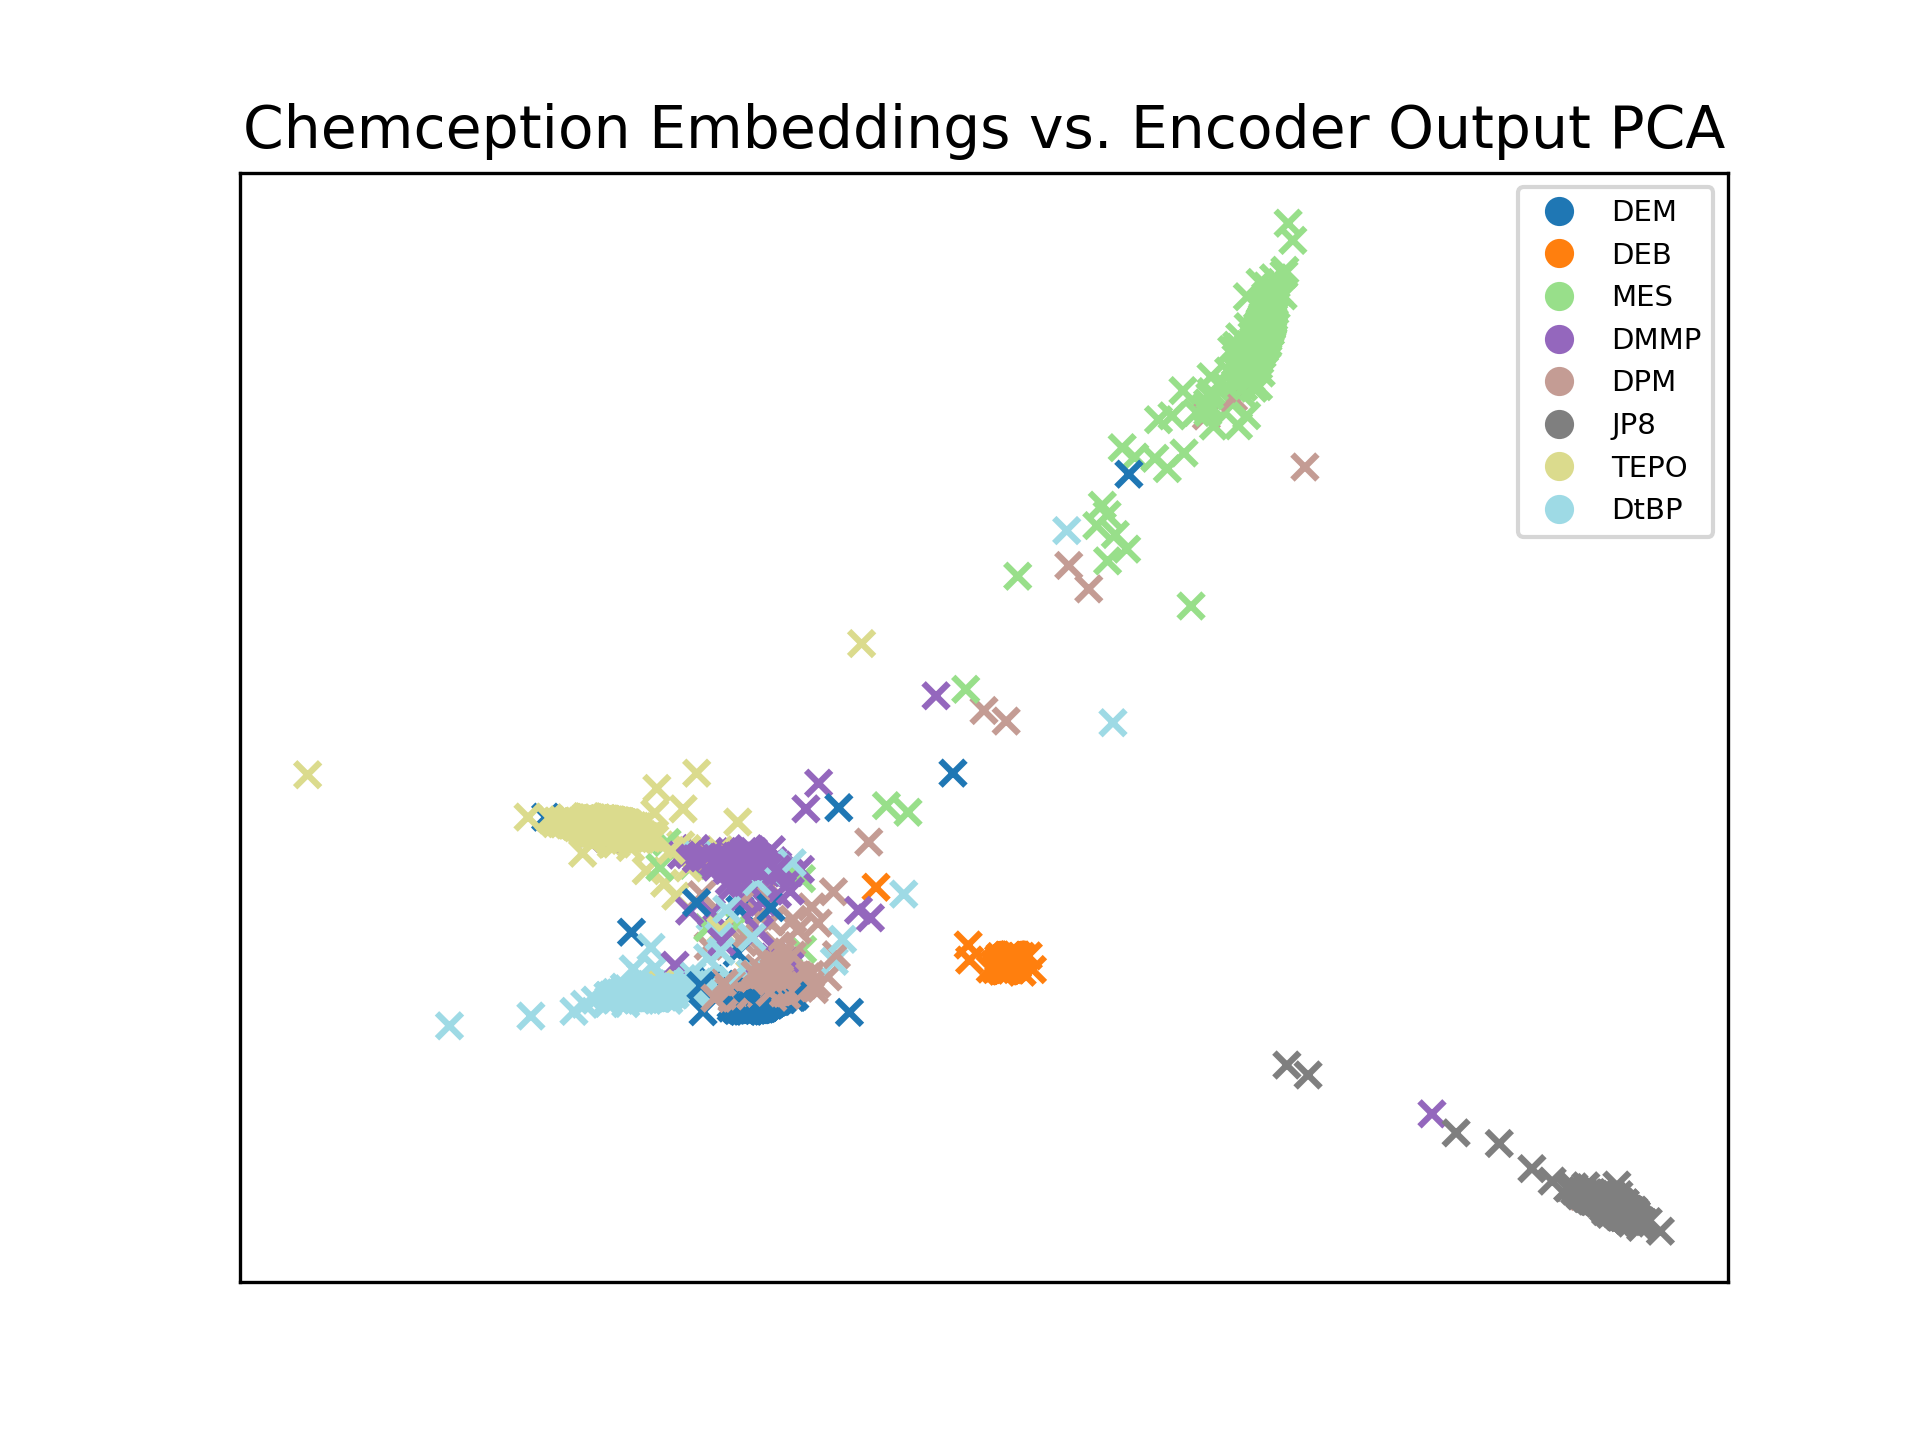 Chemception Embeddings vs. Encoder Output PCA
DEM
DEB
MES
DMMP
DPM
JP8
TEPO
DtBP